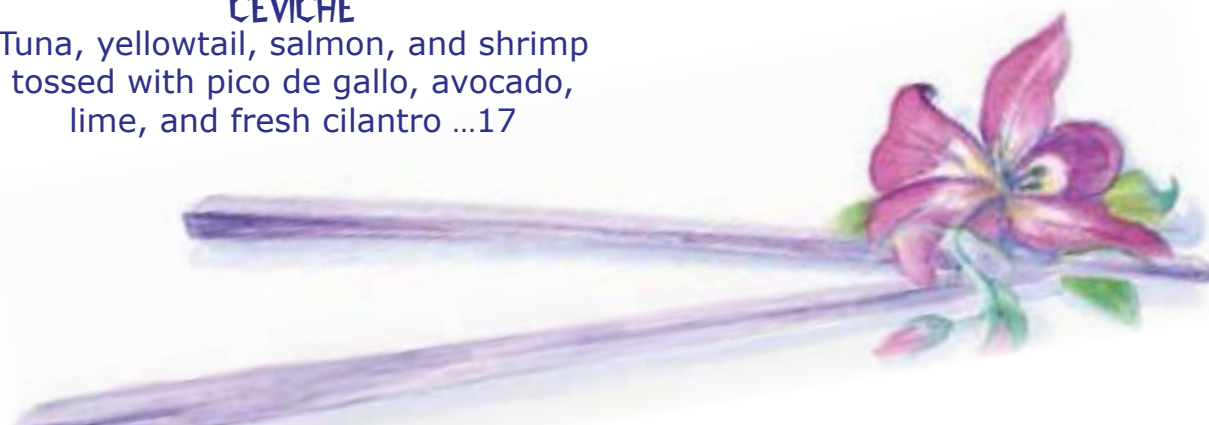 CEVICHE
Tuna, yellowtail, salmon, and shrimp
tossed with pico de gallo, avocado,
lime, and fresh cilantro …17